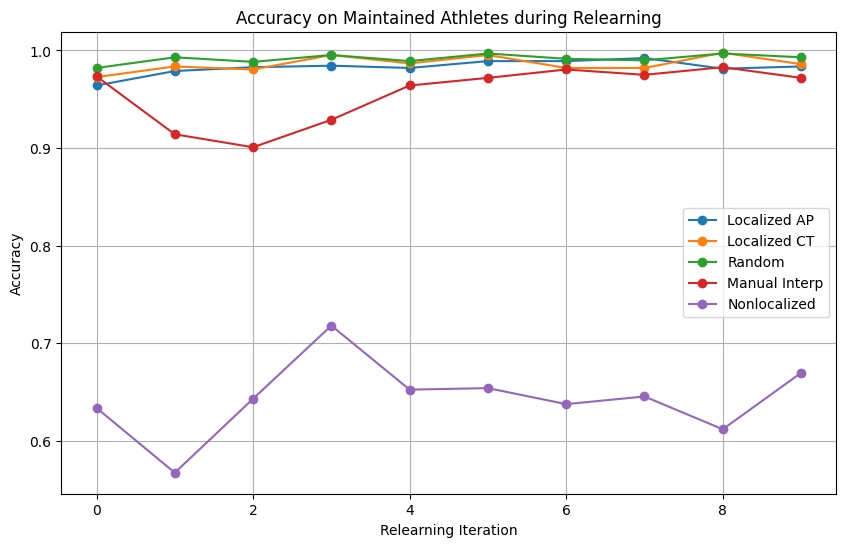 Accuracy on Maintained Athletes during Relearning
1.0
0.9
0.8
0.7
0.6
Accuracy
Localized AP
Localized CT
Random
Manual Interp
Nonlocalized
0 2 4 6 8
Relearning Iteration